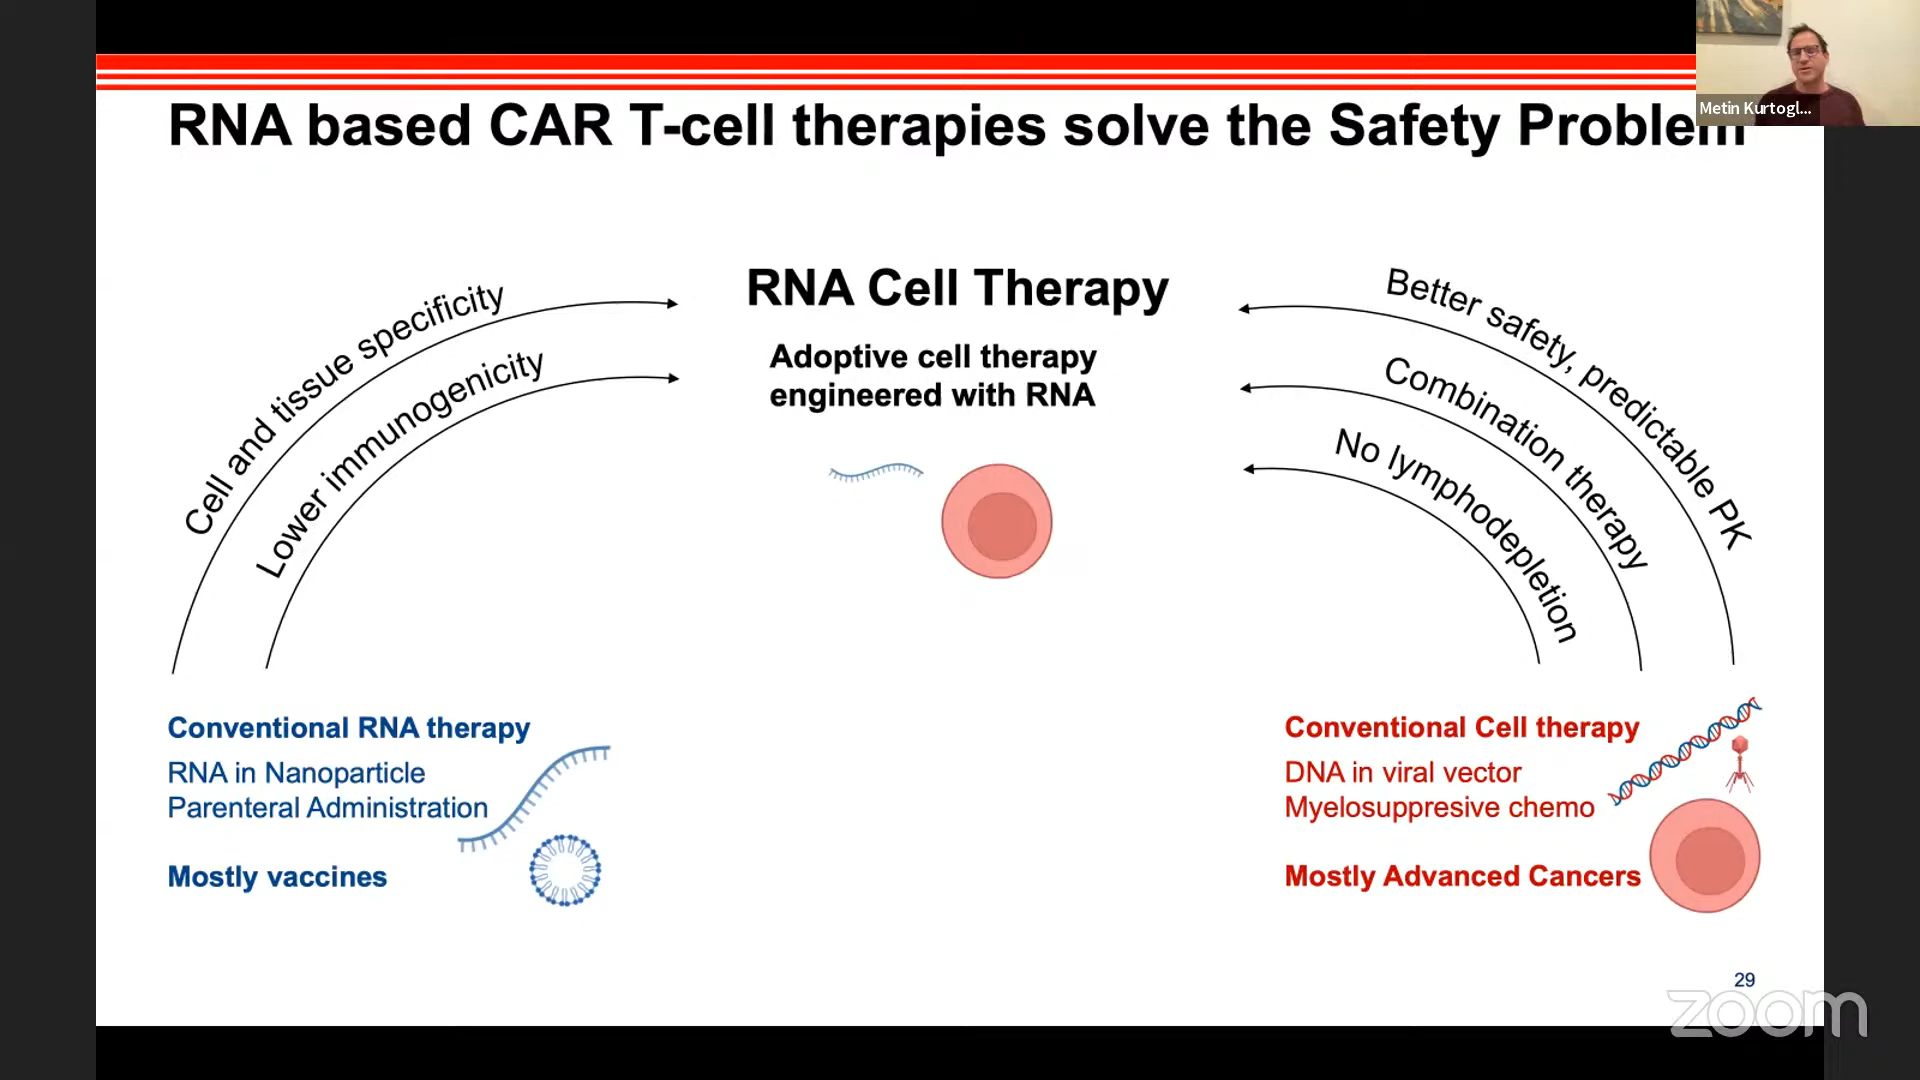 RNA based CAR T-cell therapies solve the Safety Problem
Metin Kurtogl...
RNA Cell Therapy
Adoptive cell therapy
engineered with RNA
Cell and tissue specificity
Lower immunogenicity
Better safety, predictable PK
Combination therapy
No lymphodepletion
Conventional RNA therapy
RNA in Nanoparticle
Parenteral Administration
Mostly vaccines
Conventional Cell therapy
DNA in viral vector
Myelosuppresive chemo
Mostly Advanced Cancers
29
zoom